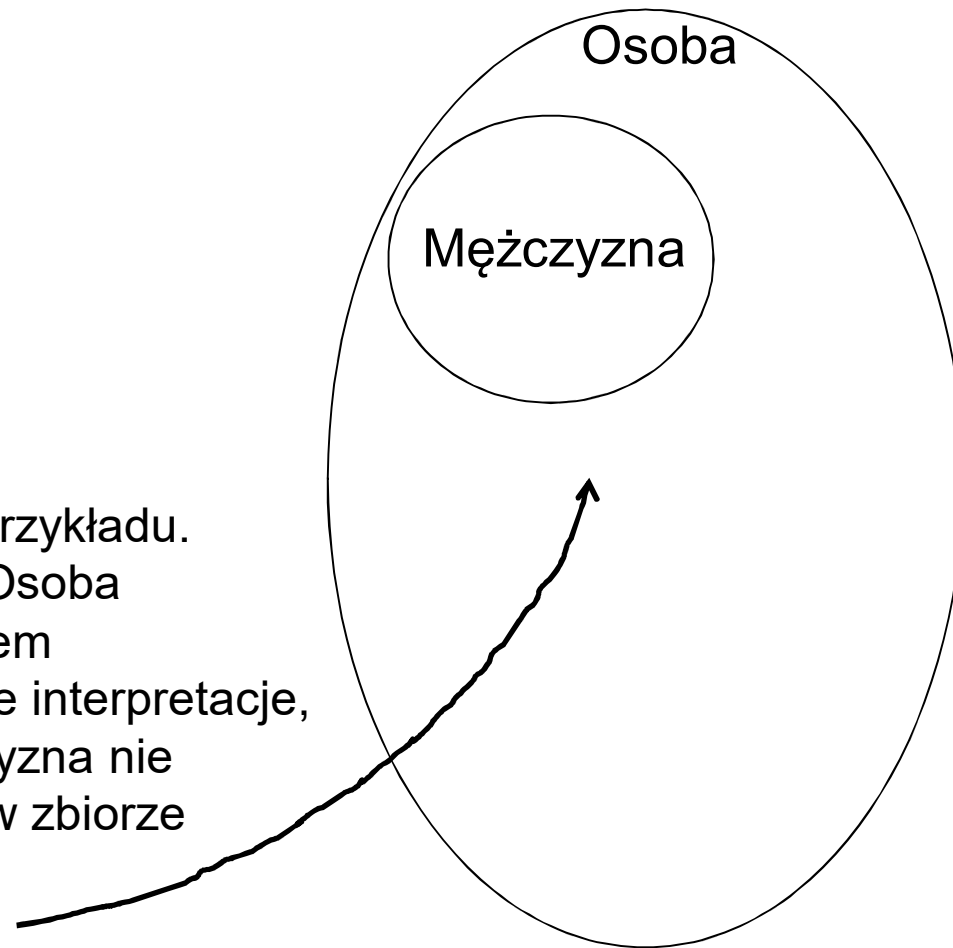 Osoba
Mężczyzna
rzykładu.
Osoba
em
e interpretacje,
yzna nie
w zbiorze